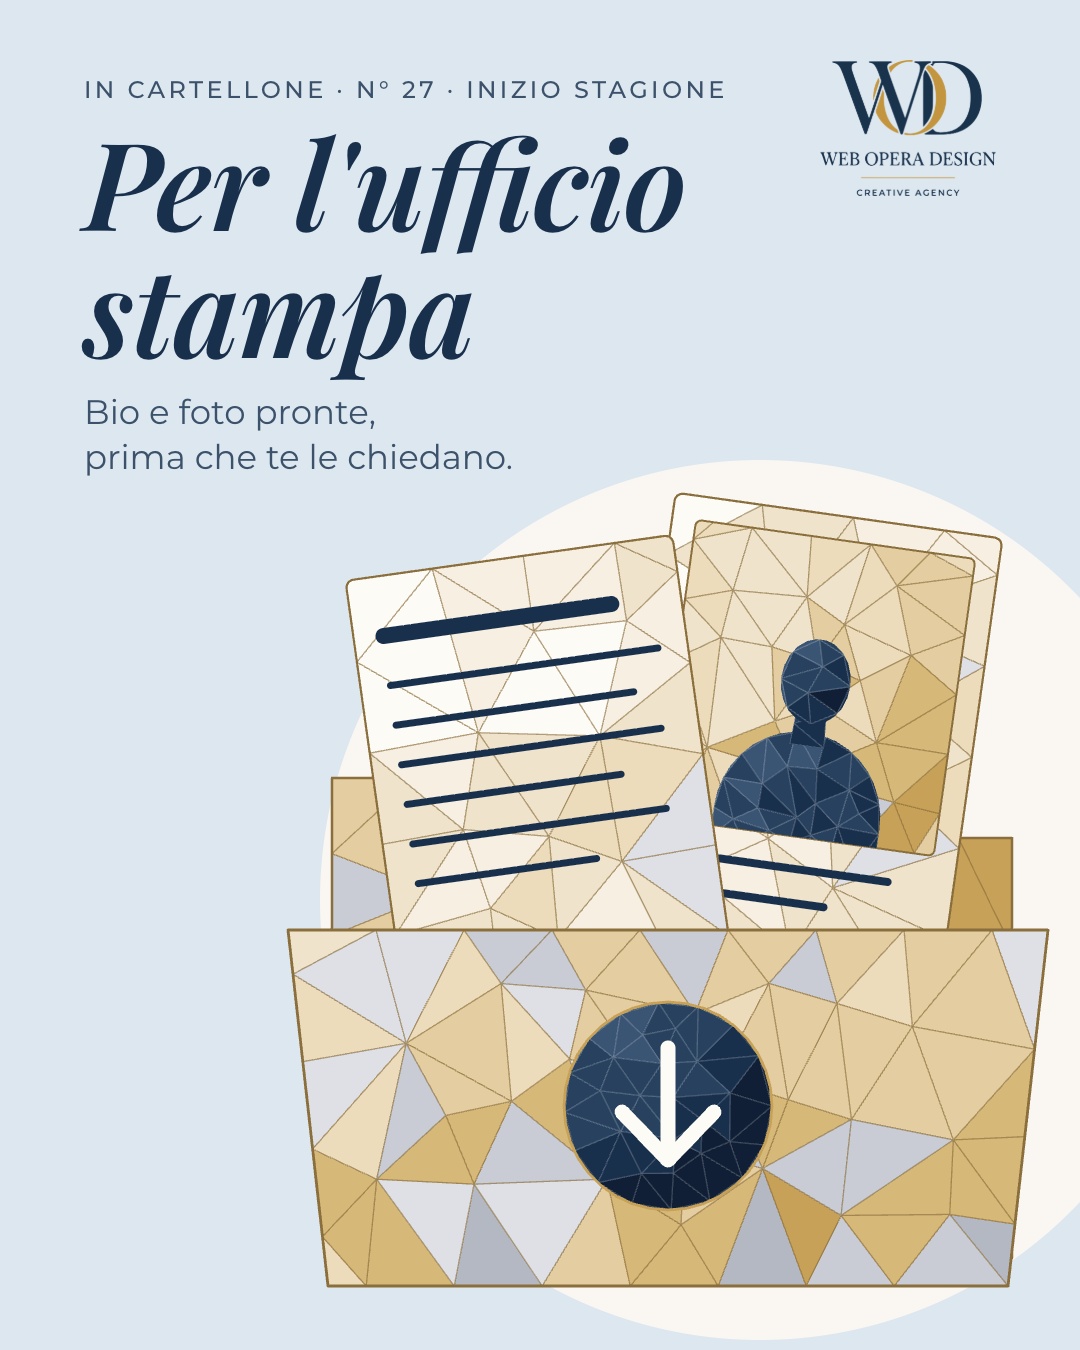 IN CARTELLONE · N° 27 · INIZIO STAGIONE
Per l'ufficio
stampa
Bio e foto pronte,
prima che te le chiedano.
WOD
WEB OPERA DESIGN
CREATIVE AGENCY